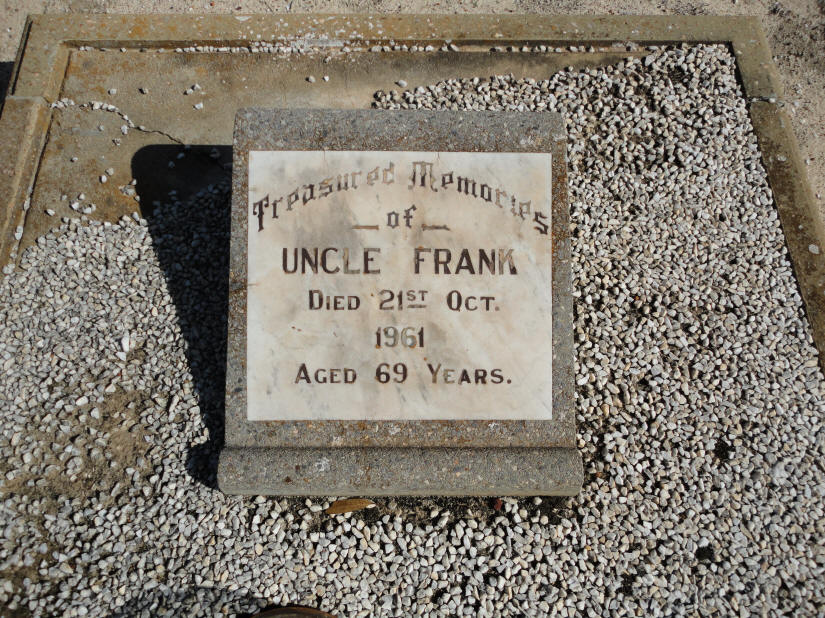 Treasured Memories
of
UNCLE FRANK
DIED 21ST OCT.
1961
AGED 69 YEARS.